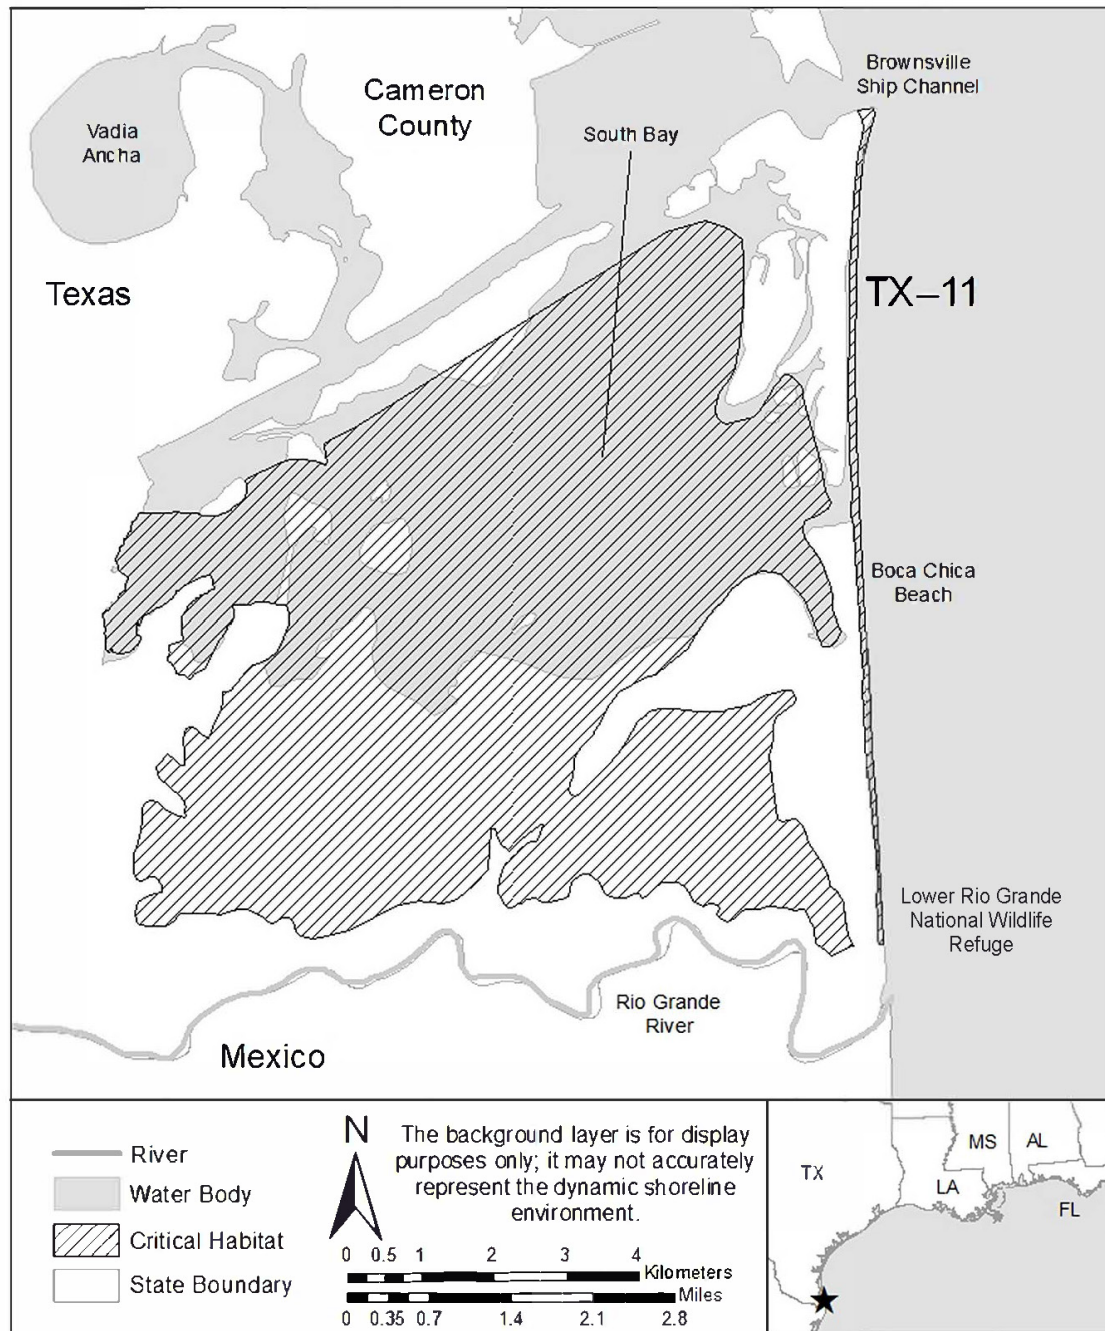 Brownsville
Ship Channel
Cameron
County
Vadia
Ancha
South Bay
Texas
TX–11
Boca Chica
Beach
Lower Rio Grande
National Wildlife
Refuge
Rio Grande
River
Mexico
River
Water Body
Critical Habitat
State Boundary
N
The background layer is for display
purposes only; it may not accurately
represent the dynamic shoreline
environment.
0 0.5 1 2 3 4
Kilometers
Miles
0 0.35 0.7 1.4 2.1 2.8
TX
MS
AL
LA
FL